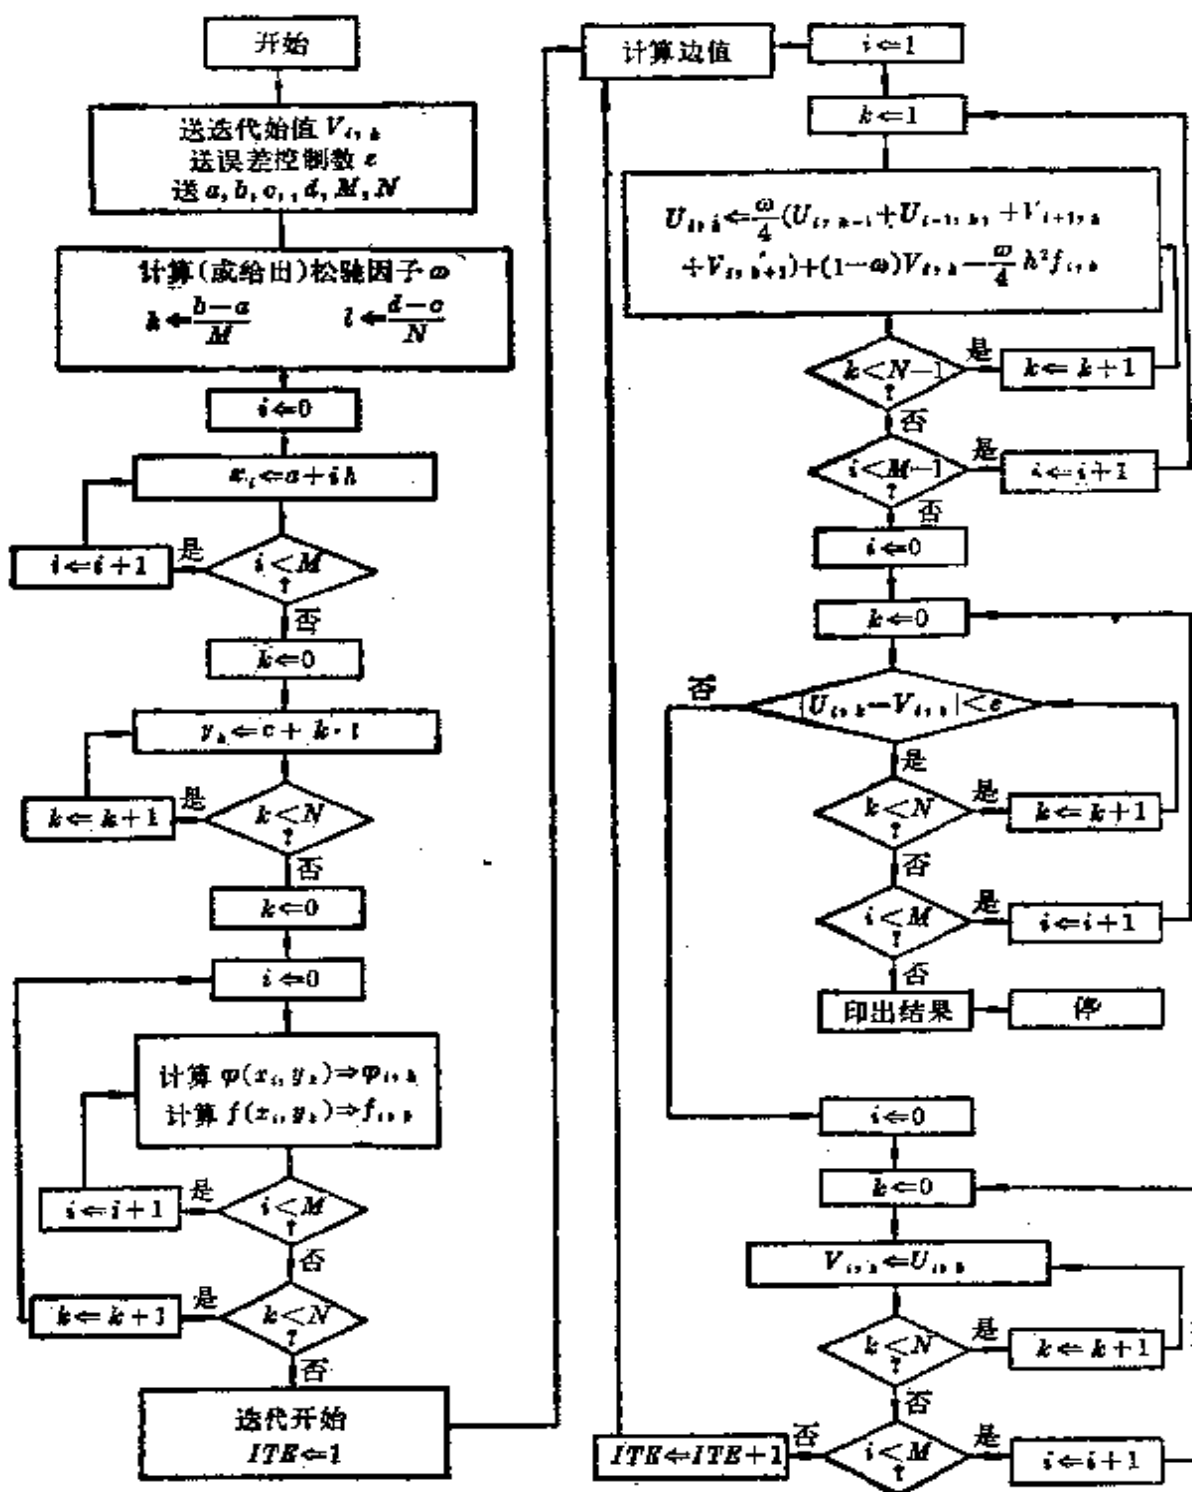 开始
送迭代始值 V_{i,k}
送误差控制数 e
送 a,b,c,,d,M,N
计算(或给出)松驰因子 ω
h⇐\frac{b-a}{M} l⇐\frac{d-c}{N}
i⇐0
x_i⇐a+ih
i<M
?
是
i⇐i+1
否
k⇐0
y_k⇐c+k·l
k<N
?
是
k⇐k+1
否
k⇐0
i⇐0
计算 φ(x_i,y_k)⇒φ_{i,k}
计算 f(x_i,y_k)⇒f_{i,k}
i<M
?
是
i⇐i+1
否
k<N
?
是
k⇐k+1
否
迭代开始
ITE⇐1
计算边值
i⇐1
k⇐1
U_{i,k}⇐\frac{ω}{4}(U_{i,k-1}+U_{i-1,k}+V_{i+1,k}
+V_{i,k+1})+(1-ω)V_{i,k}-\frac{ω}{4}h²f_{i,k}
k<N-1
?
是
k⇐k+1
否
i<M-1
?
是
i⇐i+1
否
i⇐0
k⇐0
|U_{i,k}-V_{i,k}|<e
否
是
k<N
?
是
k⇐k+1
否
i<M
?
是
i⇐i+1
否
印出结果
停
i⇐0
k⇐0
V_{i,k}⇐U_{i,k}
k<N
?
是
k⇐k+1
否
i<M
?
是
i⇐i+1
否
ITE⇐ITE+1